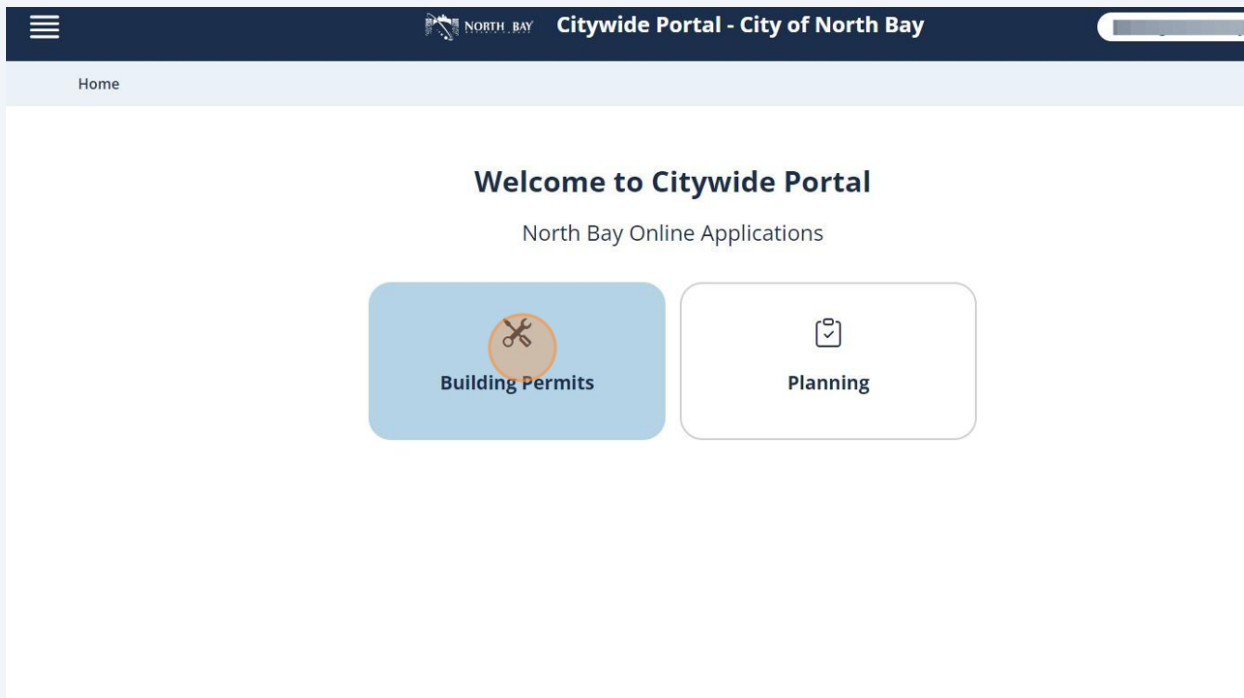 NORTH BAY Citywide Portal - City of North Bay
Home
Welcome to Citywide Portal
North Bay Online Applications
Building Permits
Planning